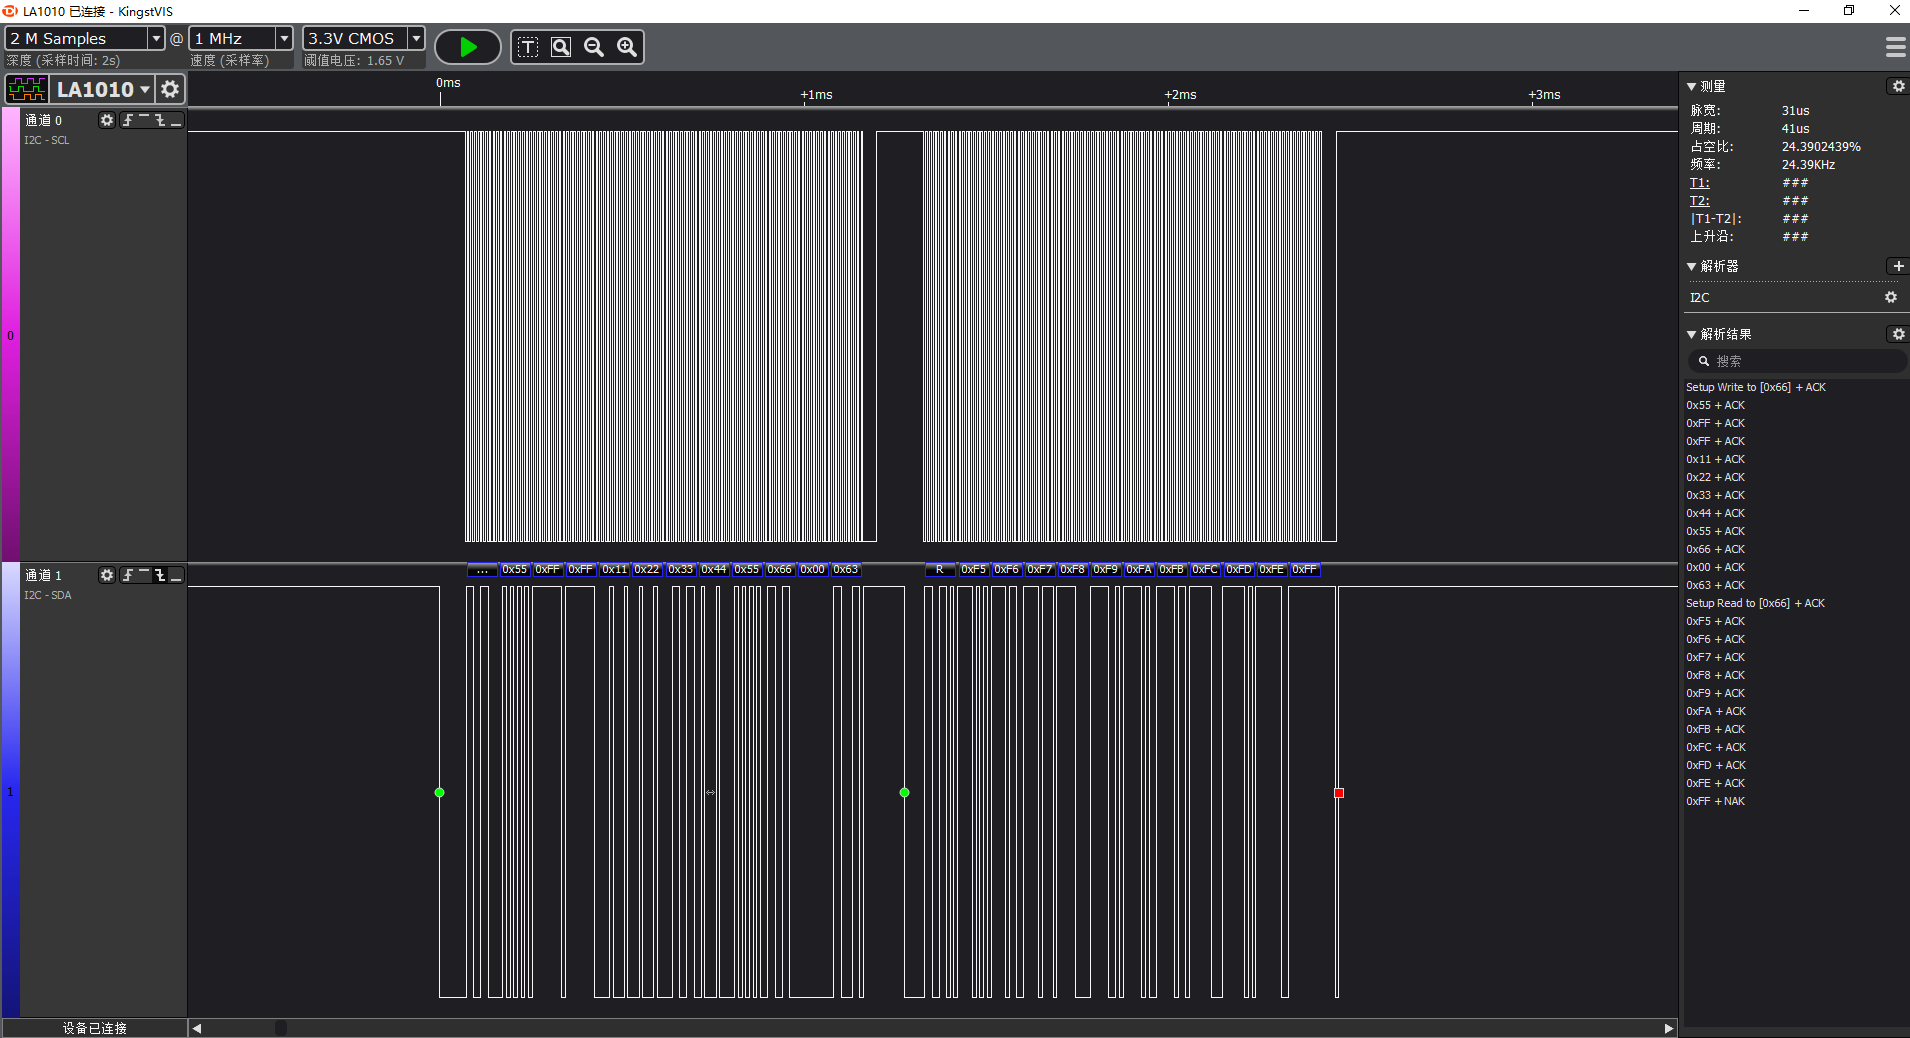 LA1010 已连接 - KingstVIS
2 M Samples @ 1 MHz 3.3V CMOS
深度 (采样时间: 2s) 速度 (采样率) 阈值电压: 1.65 V
LA1010
0ms +1ms +2ms +3ms
通道 0
I2C - SCL
0
... 0x55 0xFF 0xFF 0x11 0x22 0x33 0x44 0x55 0x66 0x00 0x63 R 0xF5 0xF6 0xF7 0xF8 0xF9 0xFA 0xFB 0xFC 0xFD 0xFE 0xFF
通道 1
I2C - SDA
1
设备已连接
测量
脉宽: 31us
周期: 41us
占空比: 24.3902439%
频率: 24.39KHz
T1: ###
T2: ###
|T1-T2|: ###
上升沿: ###
解析器
I2C
解析结果
搜索
Setup Write to [0x66] + ACK
0x55 + ACK
0xFF + ACK
0xFF + ACK
0x11 + ACK
0x22 + ACK
0x33 + ACK
0x44 + ACK
0x55 + ACK
0x66 + ACK
0x00 + ACK
0x63 + ACK
Setup Read to [0x66] + ACK
0xF5 + ACK
0xF6 + ACK
0xF7 + ACK
0xF8 + ACK
0xF9 + ACK
0xFA + ACK
0xFB + ACK
0xFC + ACK
0xFD + ACK
0xFE + ACK
0xFF + NAK